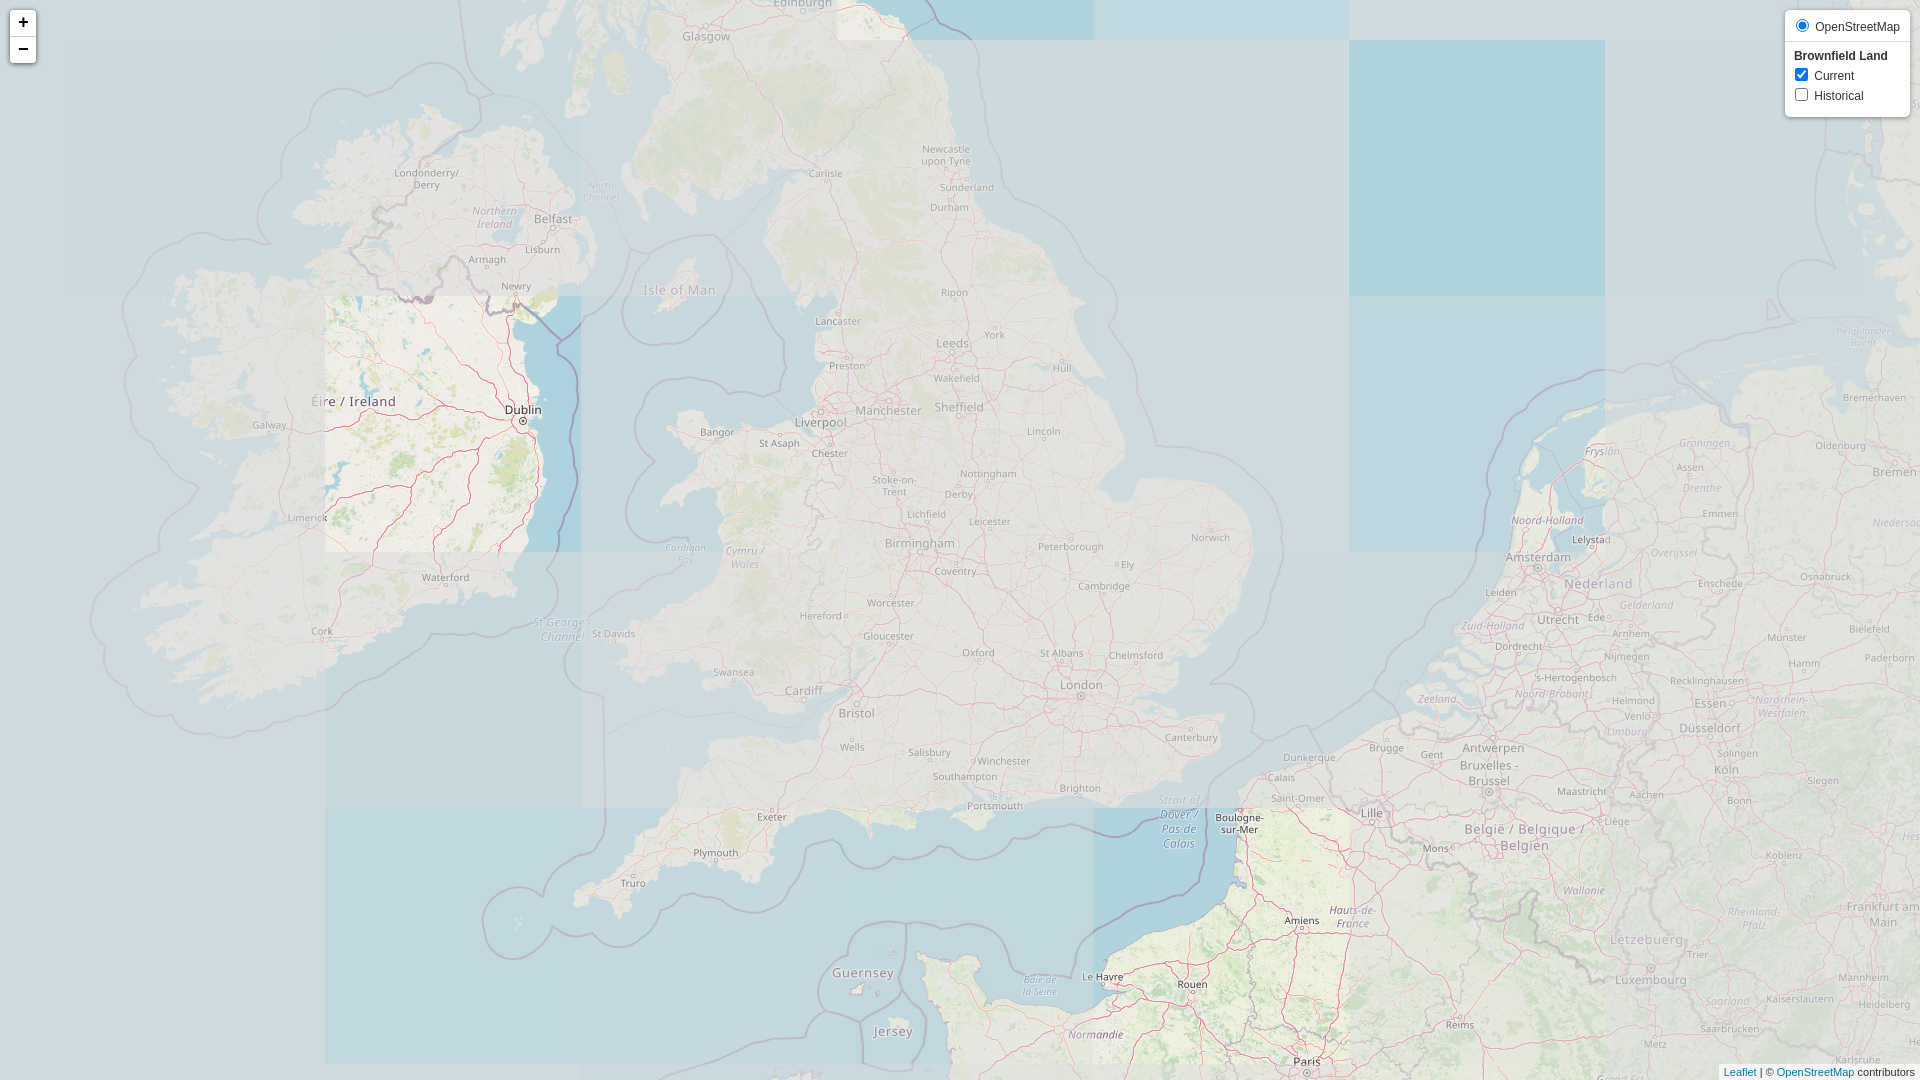 +
−
OpenStreetMap
Brownfield Land
Current
Historical
Edinburgh
Glasgow
Newcastle
upon Tyne
Londonderry/
Derry
Carlisle
North
Channel
Sunderland
Durham
Northern
Ireland
Belfast
Lisburn
Armagh
Newry
Isle of Man
Ripon
Lancaster
York
Leeds
Preston
Hull
Wakefield
Helgoländer
Bucht
Éire / Ireland
Dublin
Manchester
Sheffield
Bremerhaven
Galway
Liverpool
Bangor
St Asaph
Lincoln
Chester
Groningen
Oldenburg
Fryslân
Assen
Bremen
Stoke-on-
Trent
Nottingham
Derby
Drenthe
Limerick
Lichfield
Leicester
Emmen
Noord-Holland
Niedersac
Birmingham
Peterborough
Norwich
Lelystad
Cardigan
Bay
Cymru /
Wales
Amsterdam
Overijssel
Ely
Coventry
Waterford
Cambridge
Nederland
Enschede
Osnabrück
Leiden
Worcester
Gelderland
Hereford
Utrecht
Ede
St George's
Channel
St Davids
Cork
Gloucester
Zuid-Holland
Arnhem
Bielefeld
Münster
Dordrecht
Nijmegen
Oxford
St Albans
Chelmsford
Paderborn
Hamm
Swansea
's-Hertogenbosch
Recklinghausen
London
Cardiff
Noord-Brabant
Zeeland
Helmond
Essen
Nordrhein-
Westfalen
Bristol
Venlo
Düsseldorf
Limburg
Canterbury
Wells
Salisbury
Brugge
Gent
Antwerpen
Solingen
Winchester
Dunkerque
Bruxelles -
Brussel
Köln
Southampton
Calais
Siegen
Brighton
Maastricht
Aachen
Strait of
Dover /
Pas de
Calais
Saint-Omer
Bonn
Portsmouth
Exeter
Boulogne-
sur-Mer
Lille
Liège
België / Belgique /
Belgien
Hes
Mons
Plymouth
Koblenz
Truro
Wallonie
Hauts-de-
France
Frankfurt am
Main
Amiens
Rheinland-
Pfalz
Lëtzebuerg
Trier
Guernsey
Le Havre
Baie de
la Seine
Rouen
Luxembourg
Mannheim
Saarland
Kaiserslautern
Heidelberg
Jersey
Reims
Saarbrücken
Normandie
Metz
Paris
Karlsruhe
Grand Est
Leaflet | © OpenStreetMap contributors